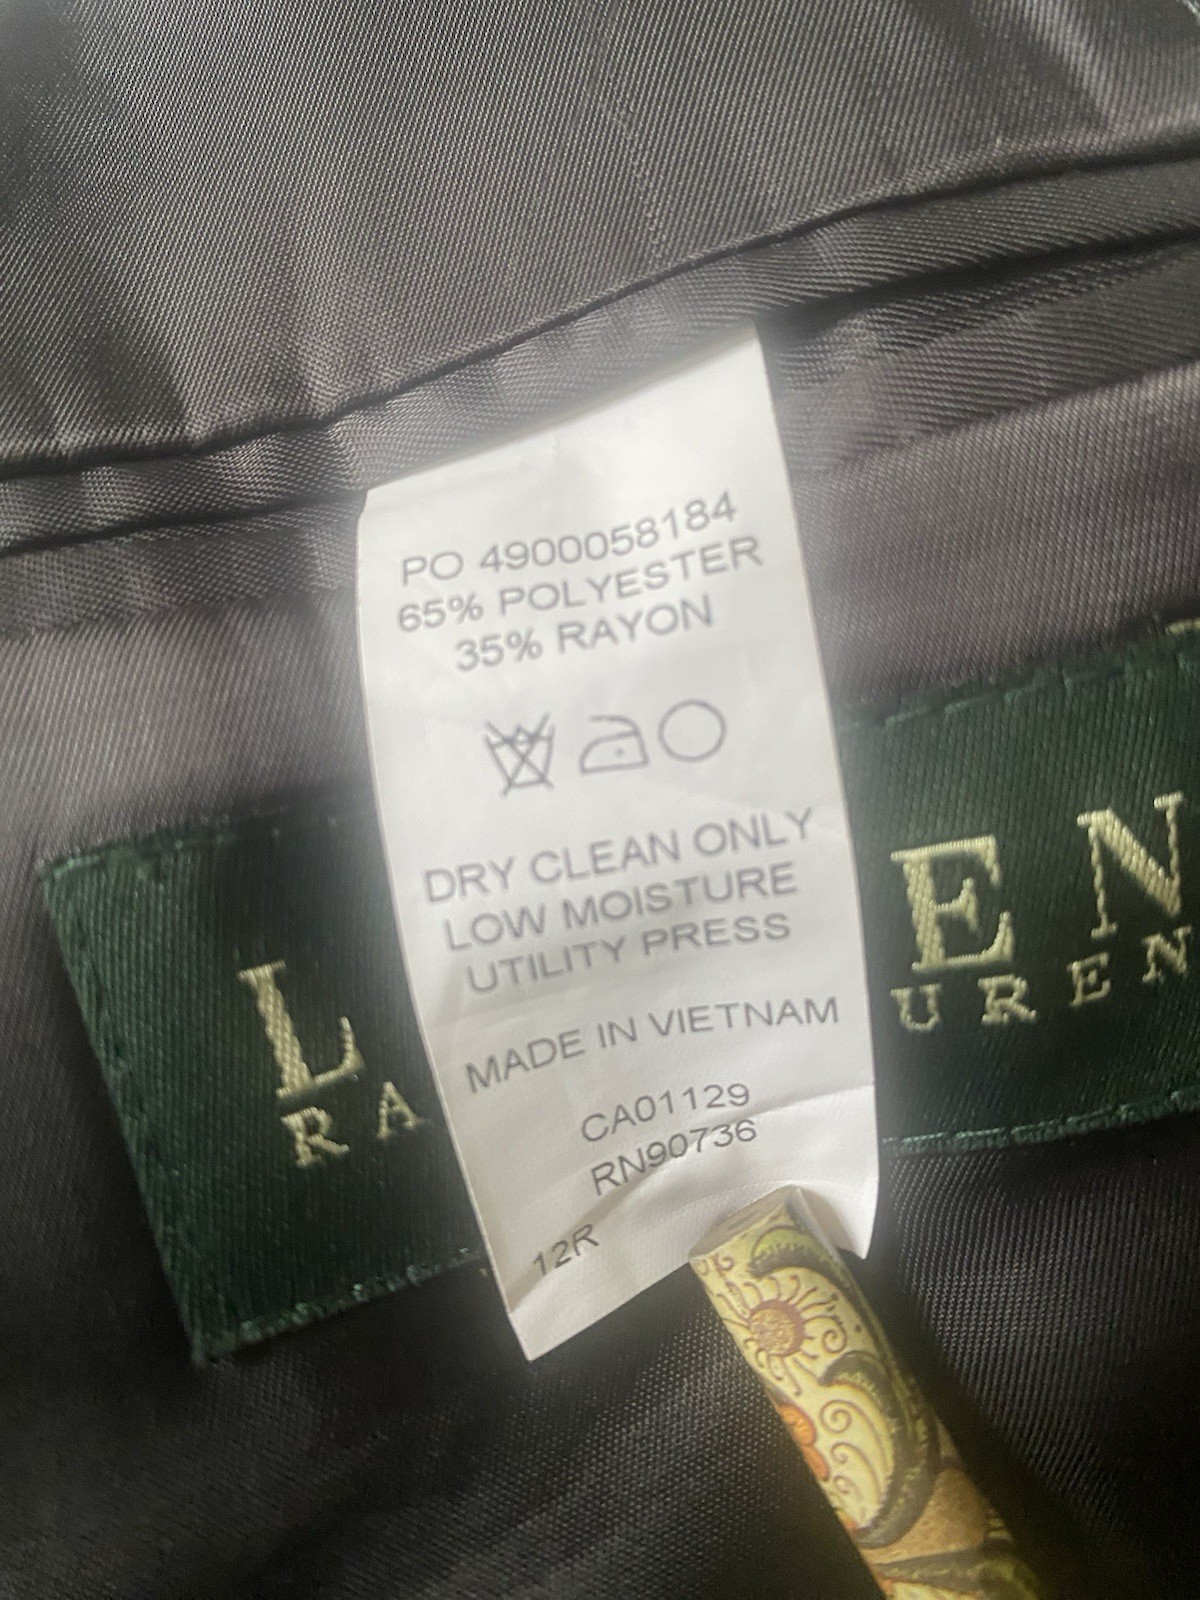 PO 4900058184
65% POLYESTER
35% RAYON
DRY CLEAN ONLY
LOW MOISTURE
UTILITY PRESS
MADE IN VIETNAM
CA01129
RN90736
12R
L EN
RA UREN